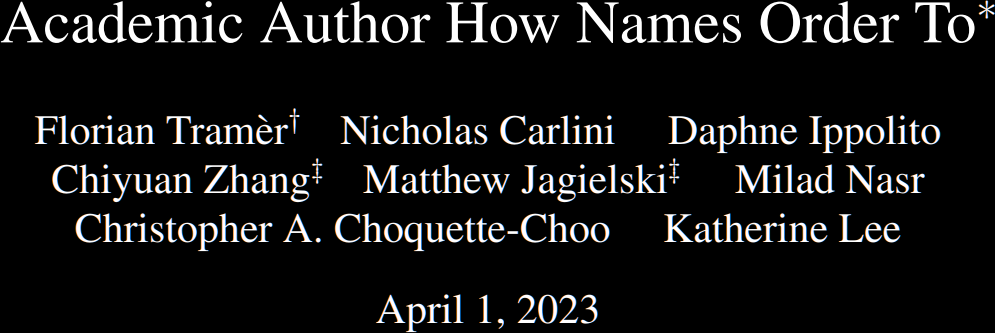 Academic Author How Names Order To*
Florian Tramèr† Nicholas Carlini Daphne Ippolito
Chiyuan Zhang‡ Matthew Jagielski‡ Milad Nasr
Christopher A. Choquette-Choo Katherine Lee
April 1, 2023